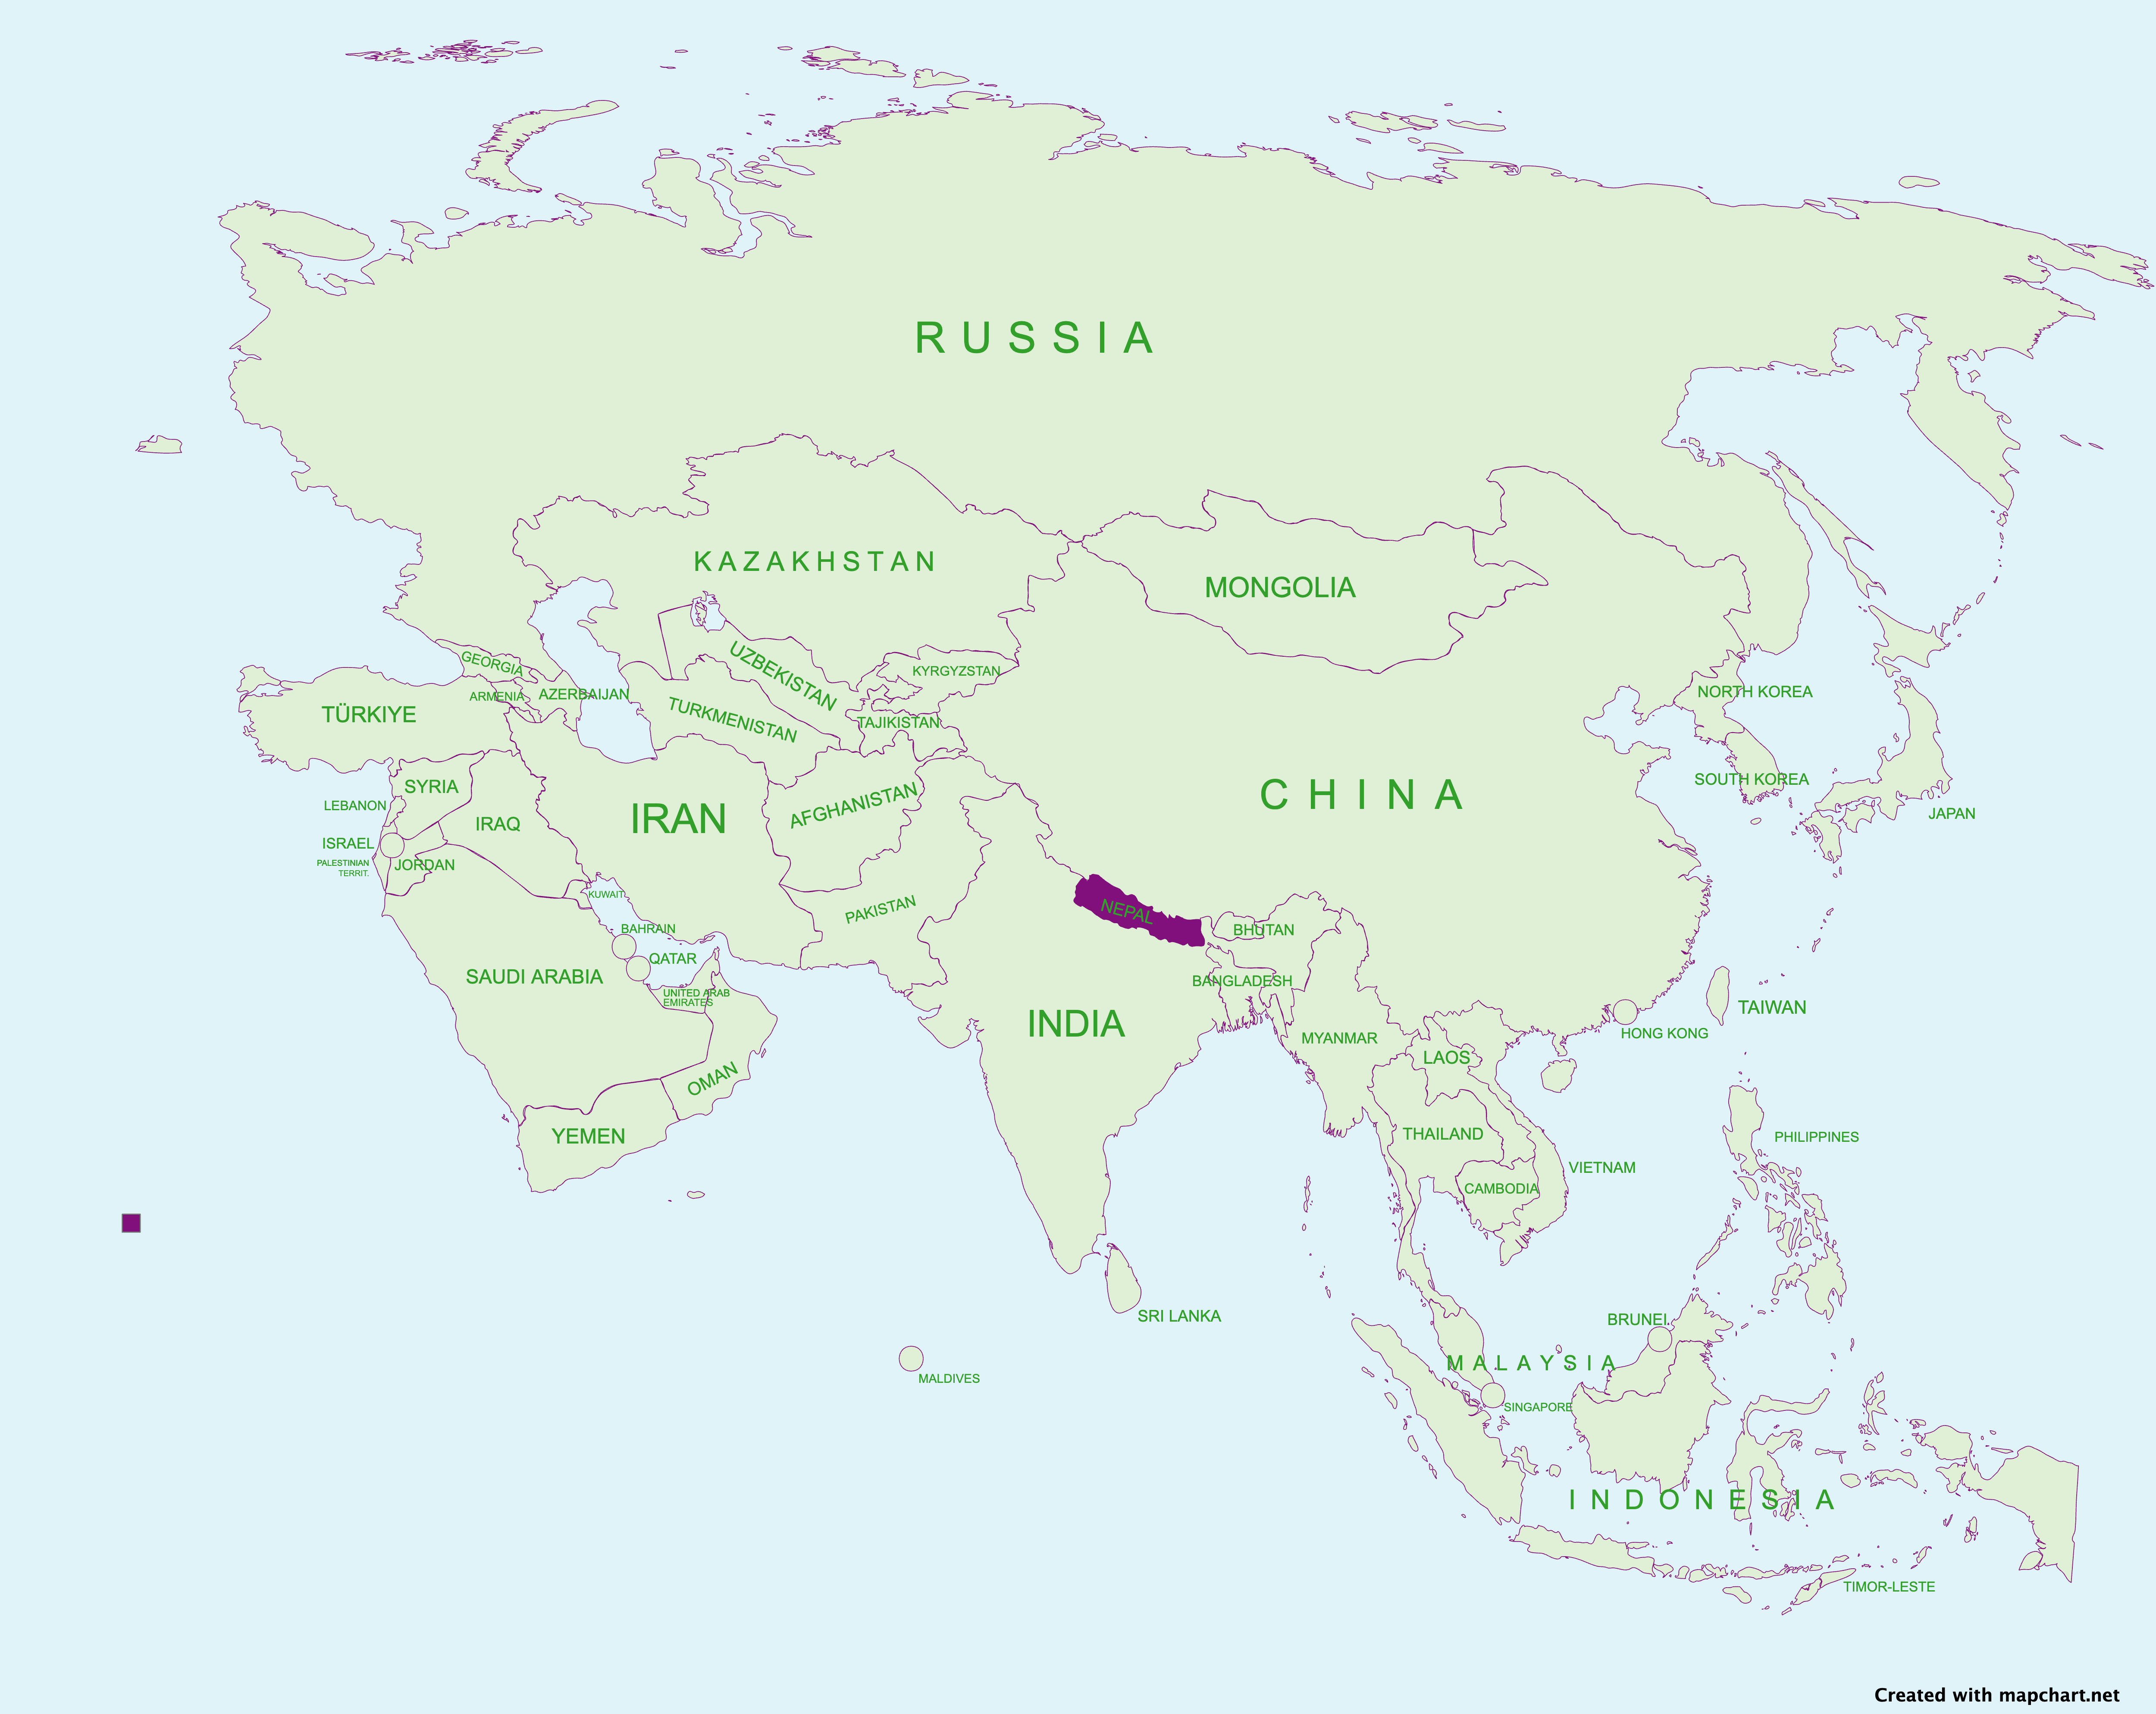 RUSSIA
KAZAKHSTAN
MONGOLIA
UZBEKISTAN
GEORGIA
KYRGYZSTAN
ARMENIA
AZERBAIJAN
NORTH KOREA
TÜRKIYE
TURKMENISTAN
TAJIKISTAN
SYRIA
SOUTH KOREA
CHINA
LEBANON
AFGHANISTAN
JAPAN
IRAN
IRAQ
ISRAEL
PALESTINIAN
TERRIT.
JORDAN
KUWAIT
PAKISTAN
NEPAL
BAHRAIN
BHUTAN
QATAR
SAUDI ARABIA
BANGLADESH
UNITED ARAB
EMIRATES
TAIWAN
INDIA
HONG KONG
MYANMAR
LAOS
OMAN
YEMEN
THAILAND
PHILIPPINES
VIETNAM
CAMBODIA
SRI LANKA
BRUNEI
MALAYSIA
MALDIVES
SINGAPORE
INDONESIA
TIMOR-LESTE
Created with mapchart.net